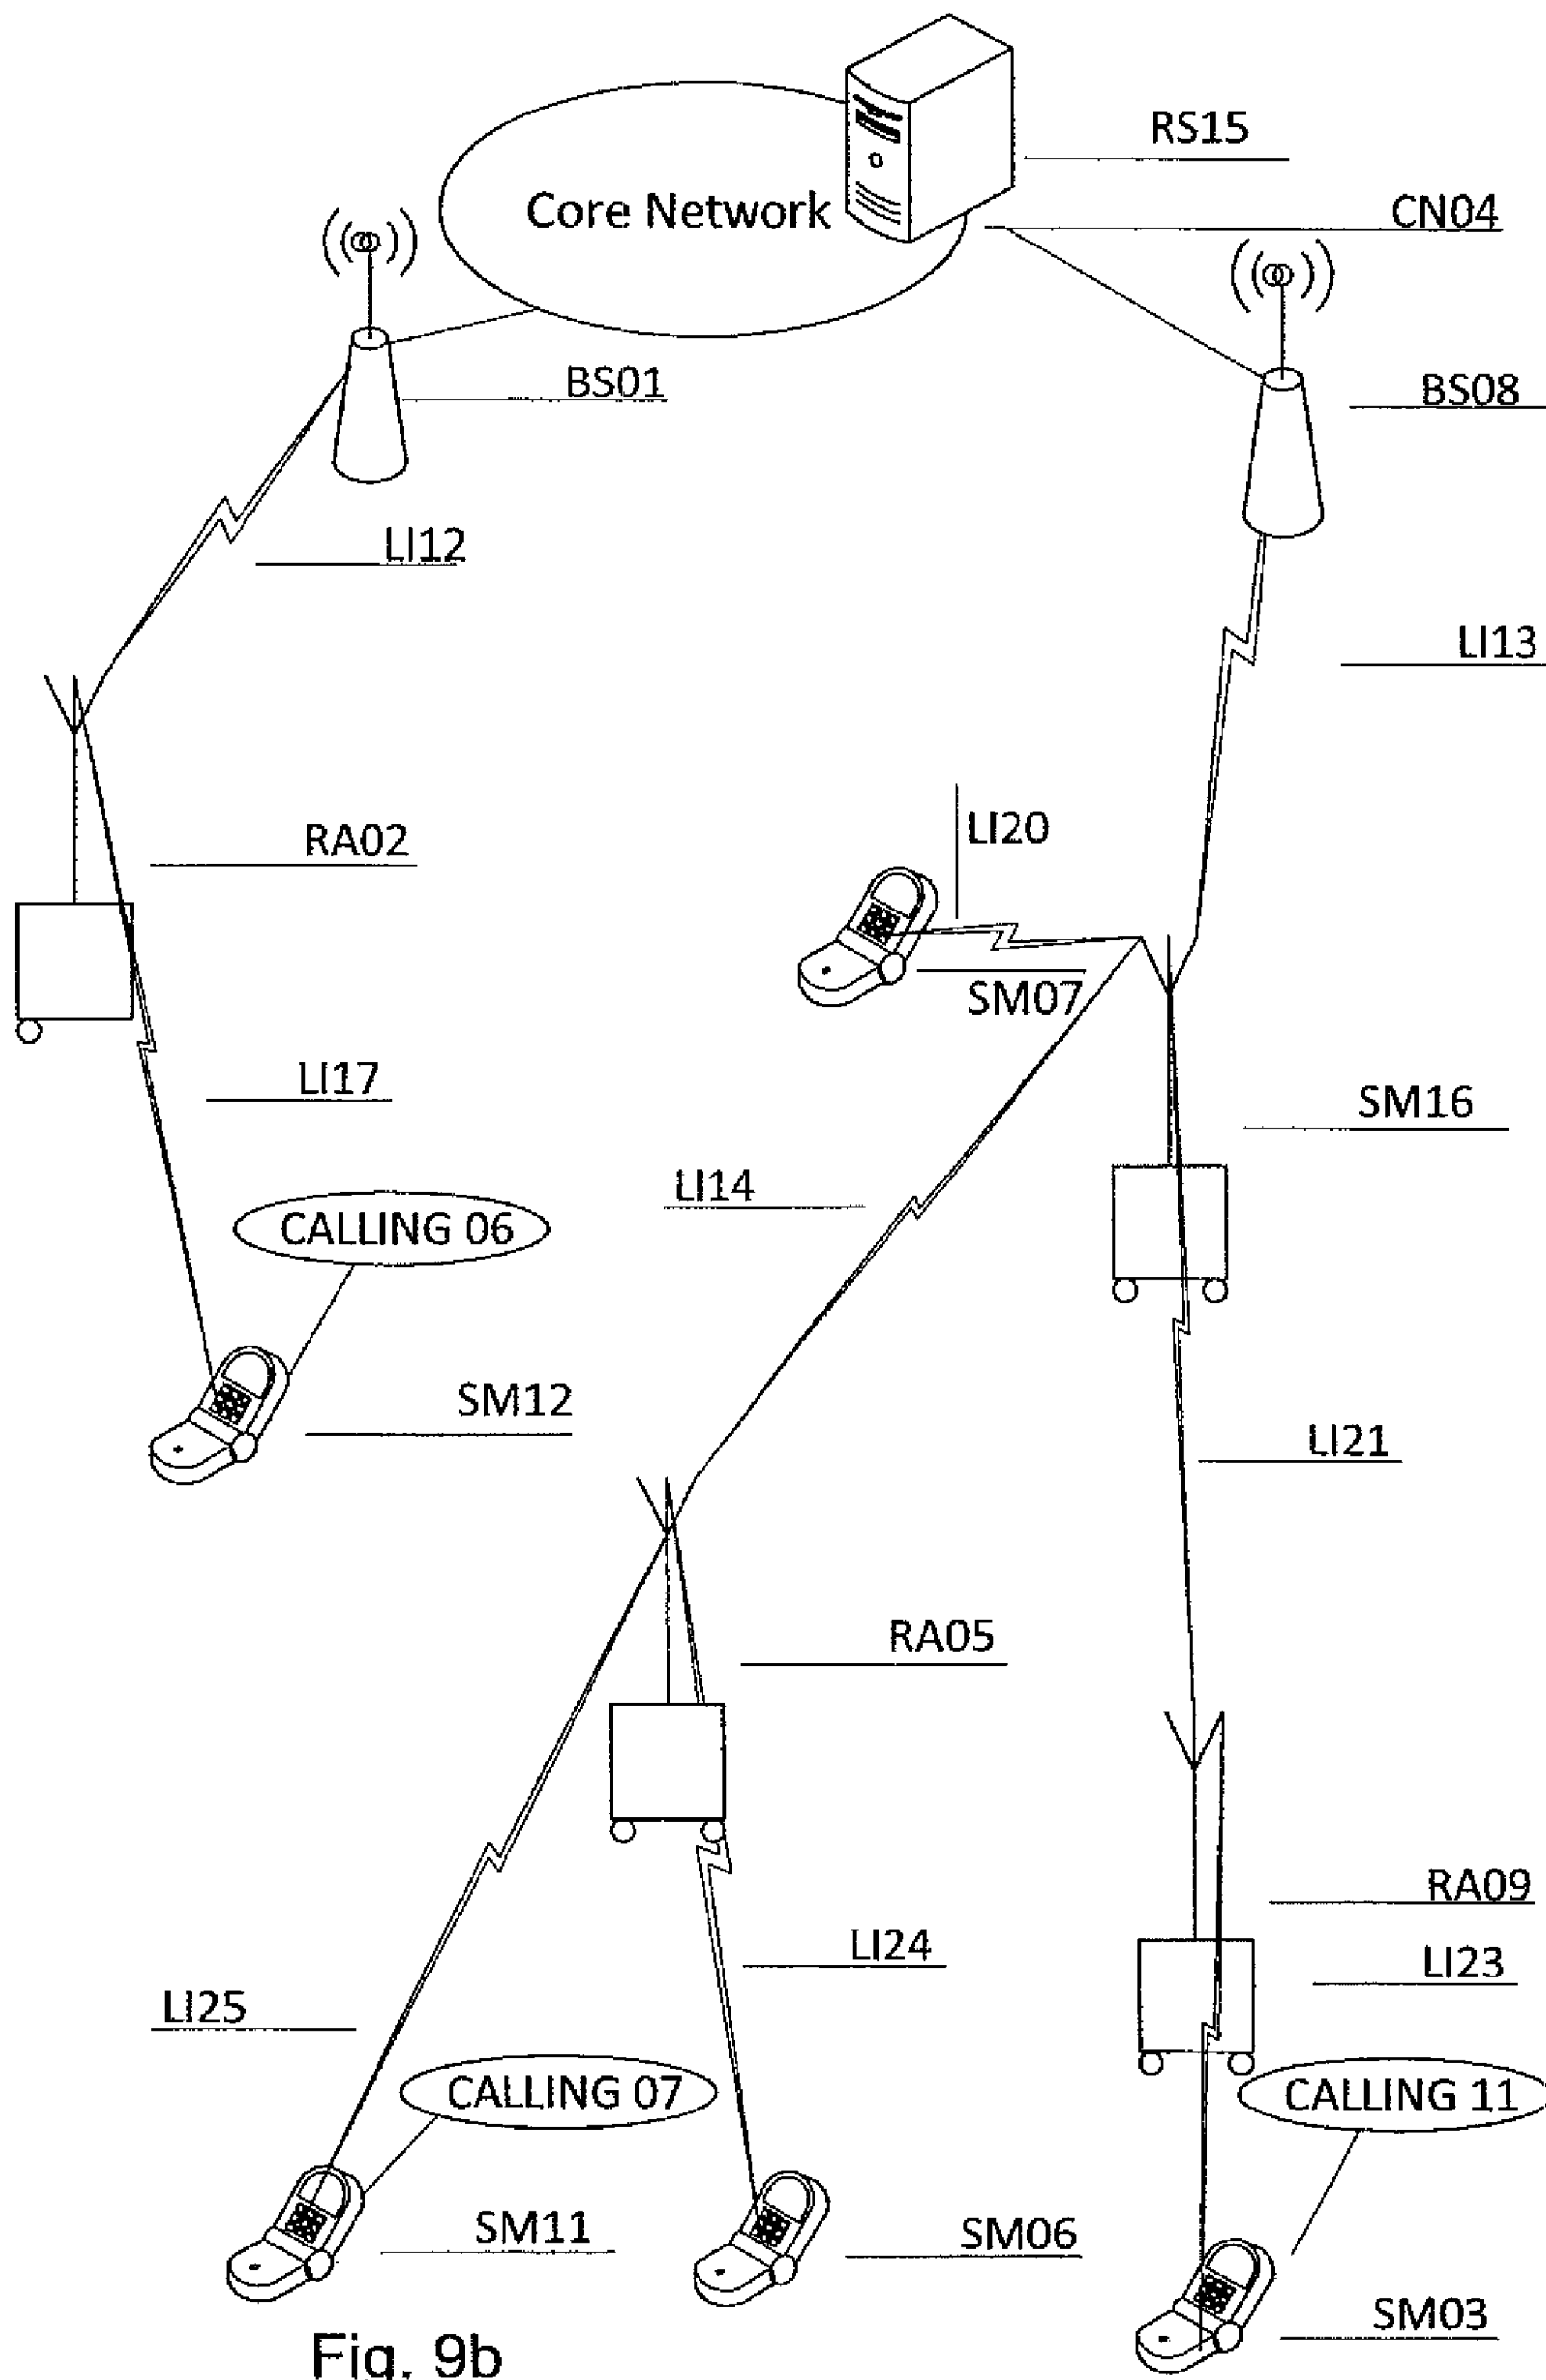 RS15
Core Network
CN04
BS01
BS08
LI12
LI13
RA02
LI20
SM07
LI17
SM16
LI14
CALLING 06
SM12
LI21
RA05
RA09
LI24
LI23
LI25
CALLING 07
CALLING 11
SM11
SM06
SM03
Fig. 9b